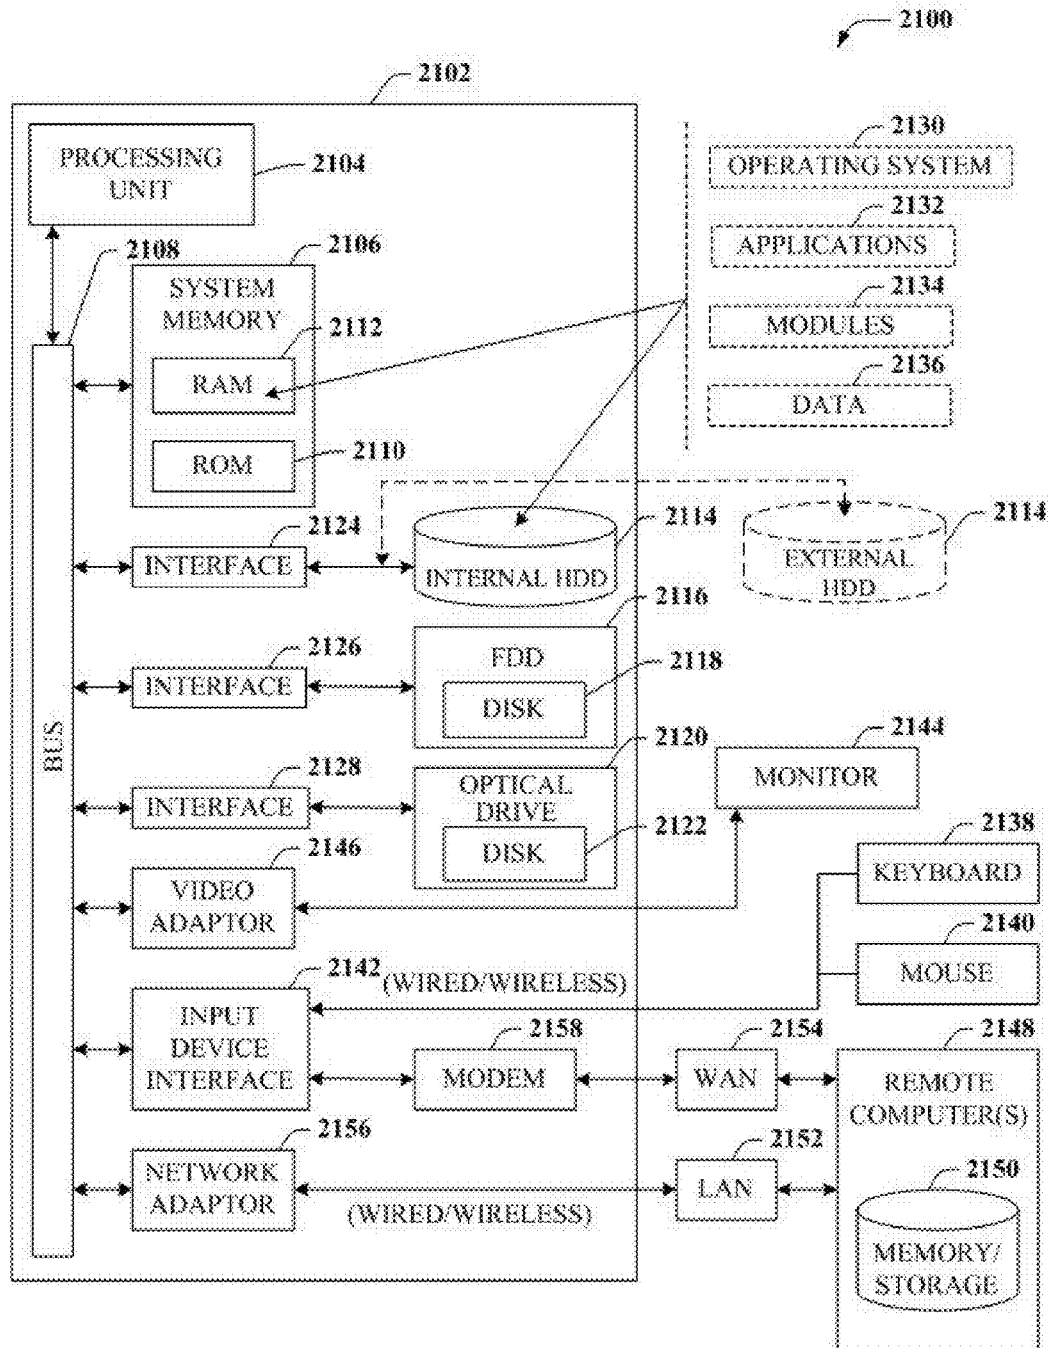 2100
2102
PROCESSING
UNIT
2104
2130
OPERATING SYSTEM
2132
APPLICATIONS
2134
MODULES
2136
DATA
2108
2106
SYSTEM
MEMORY
2112
RAM
ROM
2110
2124
INTERFACE
INTERNAL HDD
2114
EXTERNAL
HDD
2114
2116
FDD
2126
INTERFACE
2118
DISK
BUS
2120
OPTICAL
DRIVE
2128
INTERFACE
2122
DISK
2144
MONITOR
2146
VIDEO
ADAPTOR
2138
KEYBOARD
2140
MOUSE
2142
(WIRED/WIRELESS)
INPUT
DEVICE
INTERFACE
2158
MODEM
2154
WAN
2148
REMOTE
COMPUTER(S)
2156
NETWORK
ADAPTOR
(WIRED/WIRELESS)
2152
LAN
2150
MEMORY/
STORAGE